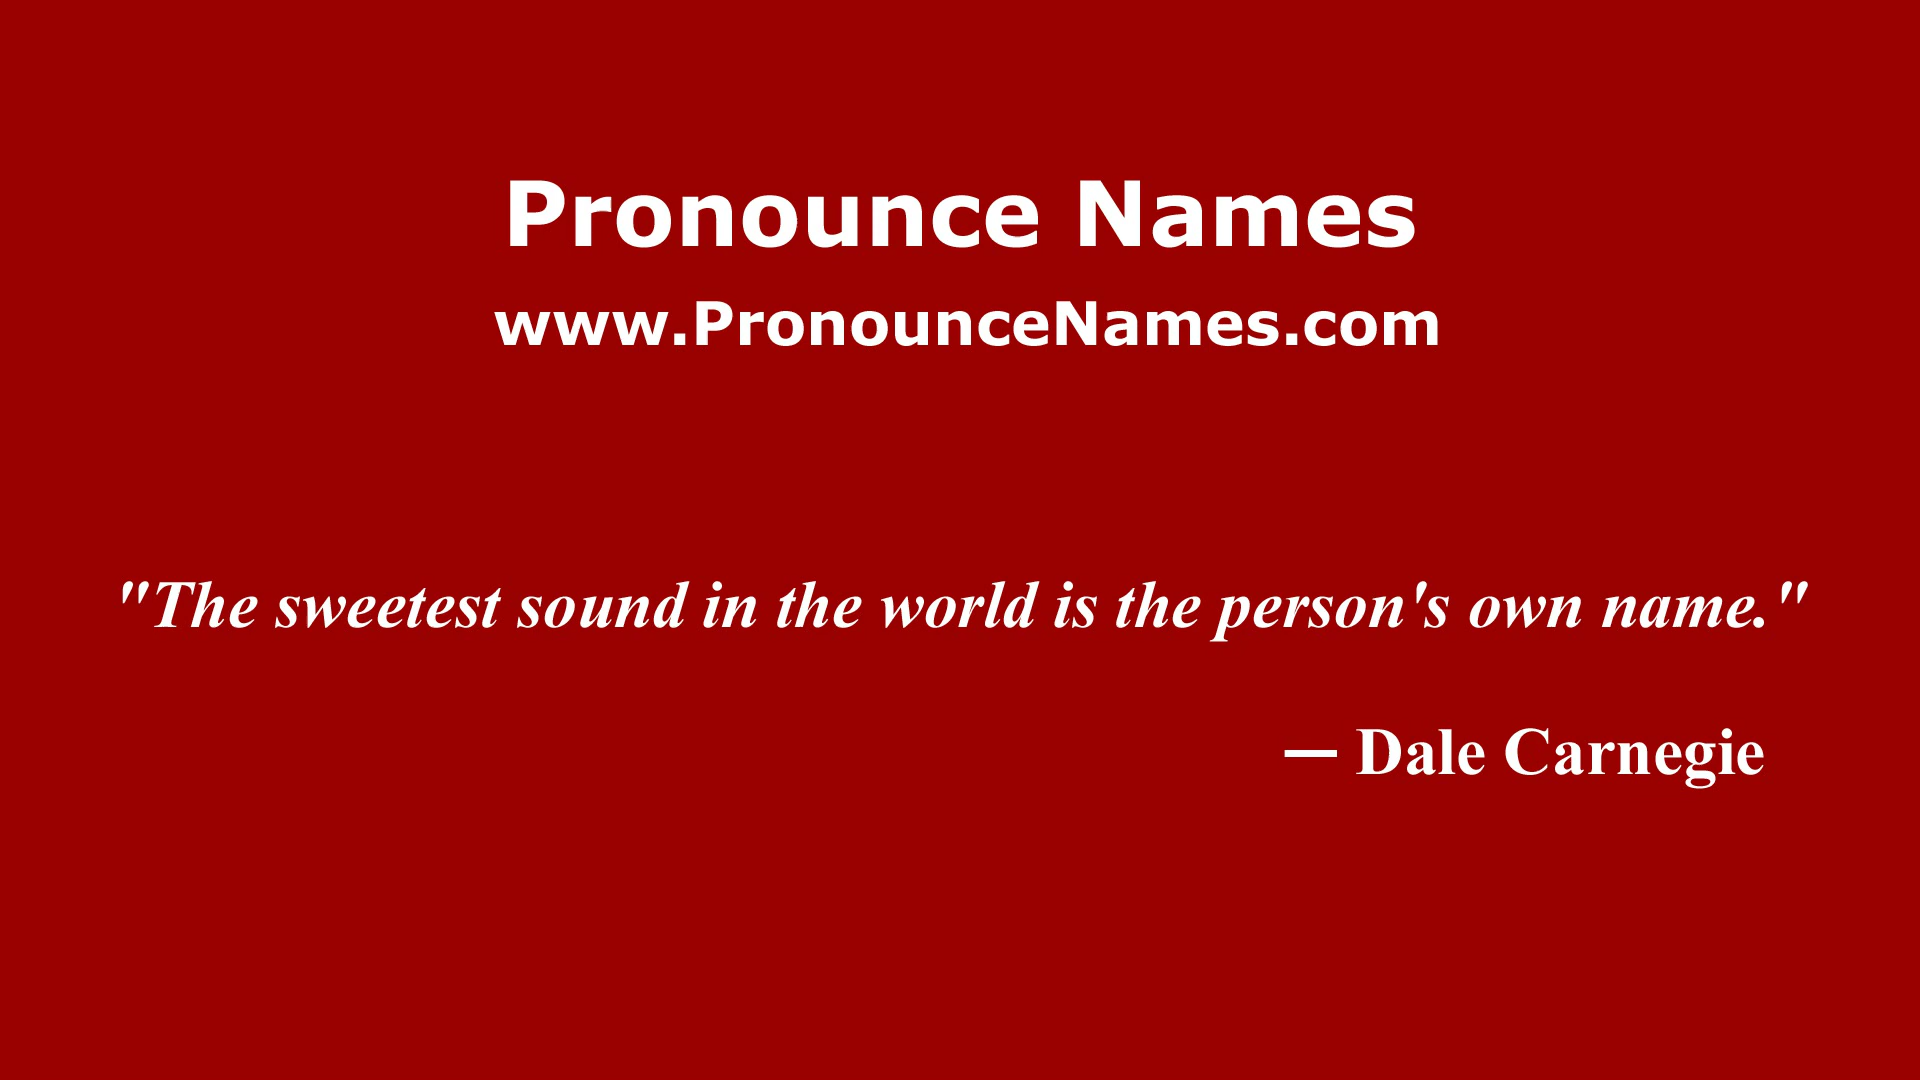 Pronounce Names
www.PronounceNames.com
"The sweetest sound in the world is the person's own name."
— Dale Carnegie